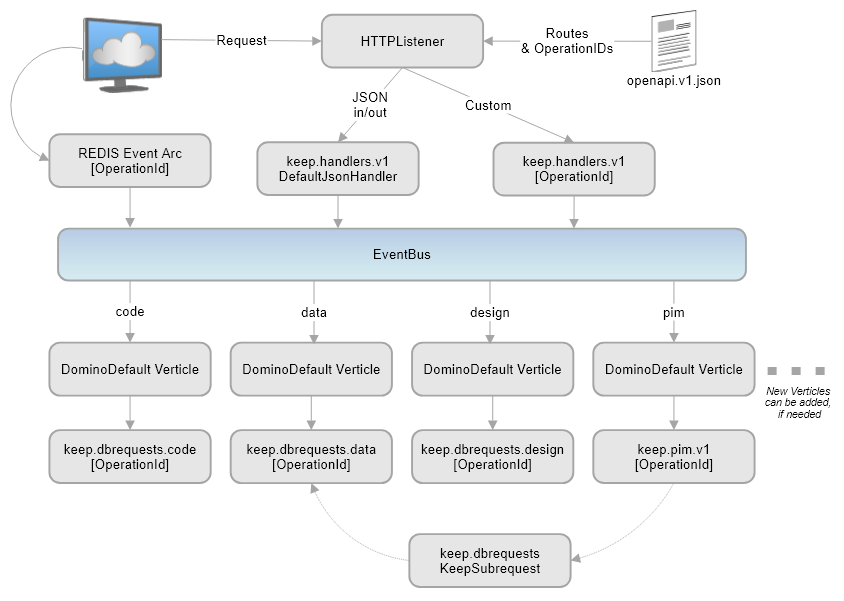 Request
HTTPListener
Routes
& OperationIDs
openapi.v1.json
JSON
in/out
Custom
REDIS Event Arc
[OperationId]
keep.handlers.v1
DefaultJsonHandler
keep.handlers.v1
[OperationId]
EventBus
code
data
design
pim
DominoDefault Verticle
DominoDefault Verticle
DominoDefault Verticle
DominoDefault Verticle
New Verticles
can be added,
if needed
keep.dbrequests.code
[OperationId]
keep.dbrequests.data
[OperationId]
keep.dbrequests.design
[OperationId]
keep.pim.v1
[OperationId]
keep.dbrequests
KeepSubrequest